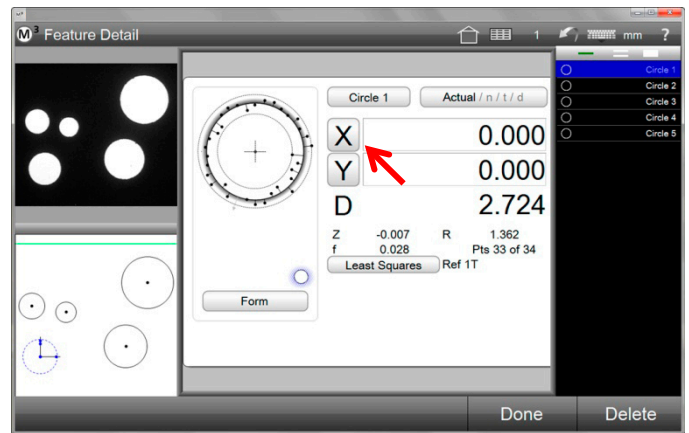 M³ Feature Detail
1
mm ?
Circle 1
Actual / n / t / d
X 0.000
Y 0.000
D 2.724
Z -0.007 R 1.362
f 0.028 Pts 33 of 34
Least Squares Ref 1T
Form
Circle 1
Circle 2
Circle 3
Circle 4
Circle 5
Done
Delete